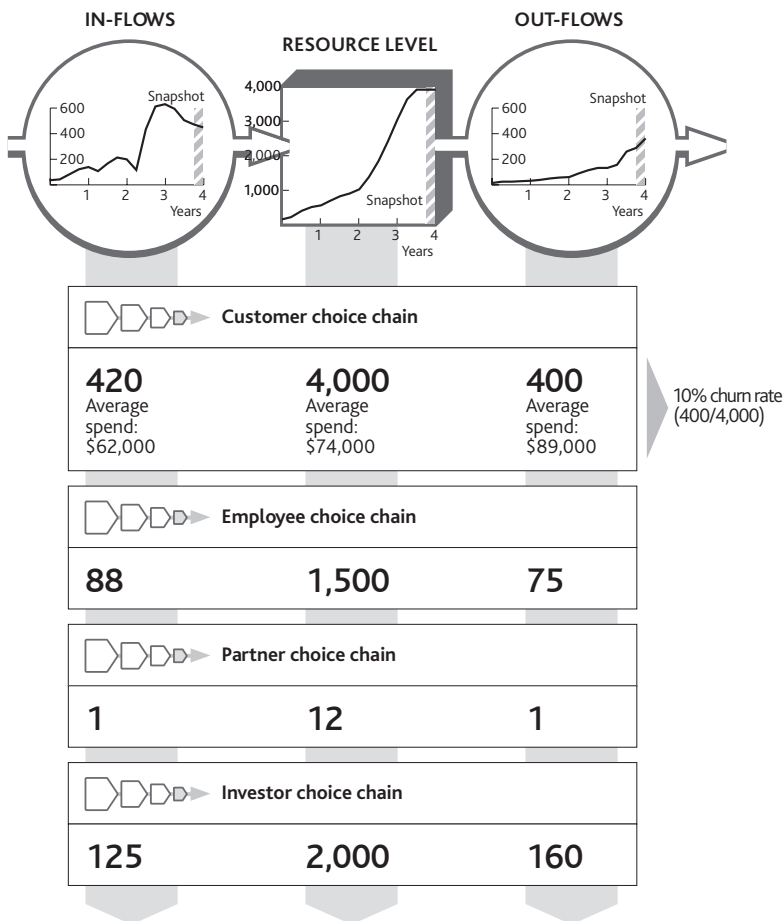 IN-FLOWS
RESOURCE LEVEL
OUT-FLOWS
600
400
200
Snapshot
1
2
3
4
Years
4,000
3,000
2,000
1,000
Snapshot
1
2
3
4
Years
600
400
200
Snapshot
1
2
3
4
Years
Customer choice chain
420
Average
spend:
$62,000
4,000
Average
spend:
$74,000
400
Average
spend:
$89,000
10% churn rate
(400/4,000)
Employee choice chain
88
1,500
75
Partner choice chain
1
12
1
Investor choice chain
125
2,000
160